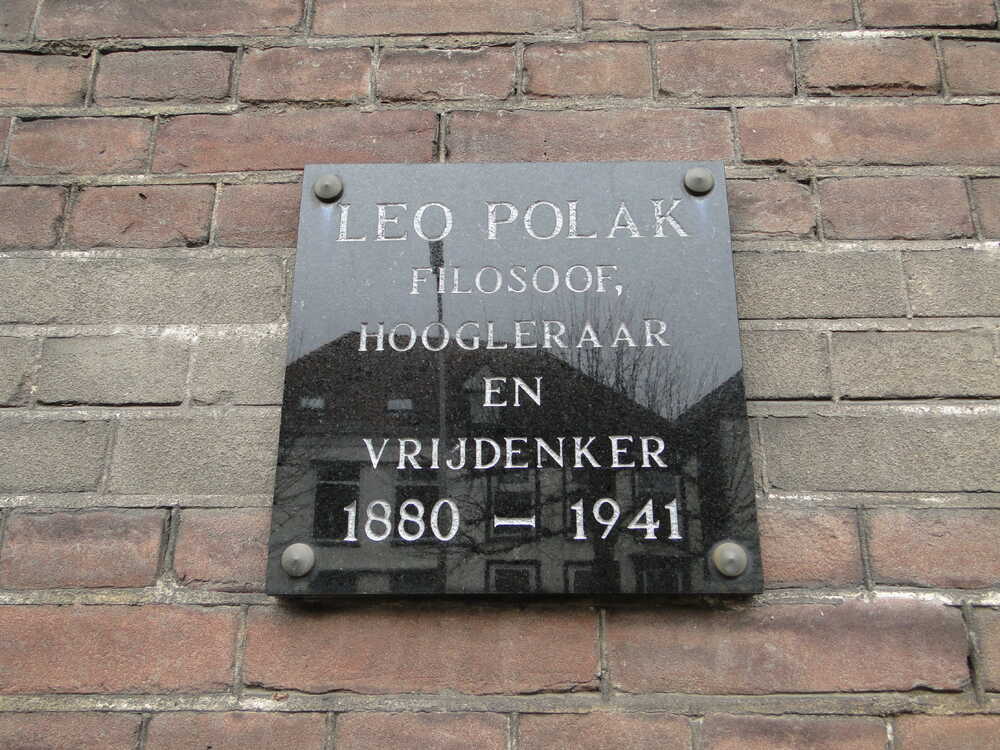 LEO POLAK
FILOSOOF,
HOOGLERAAR
EN
VRIJDENKER
1880 – 1941